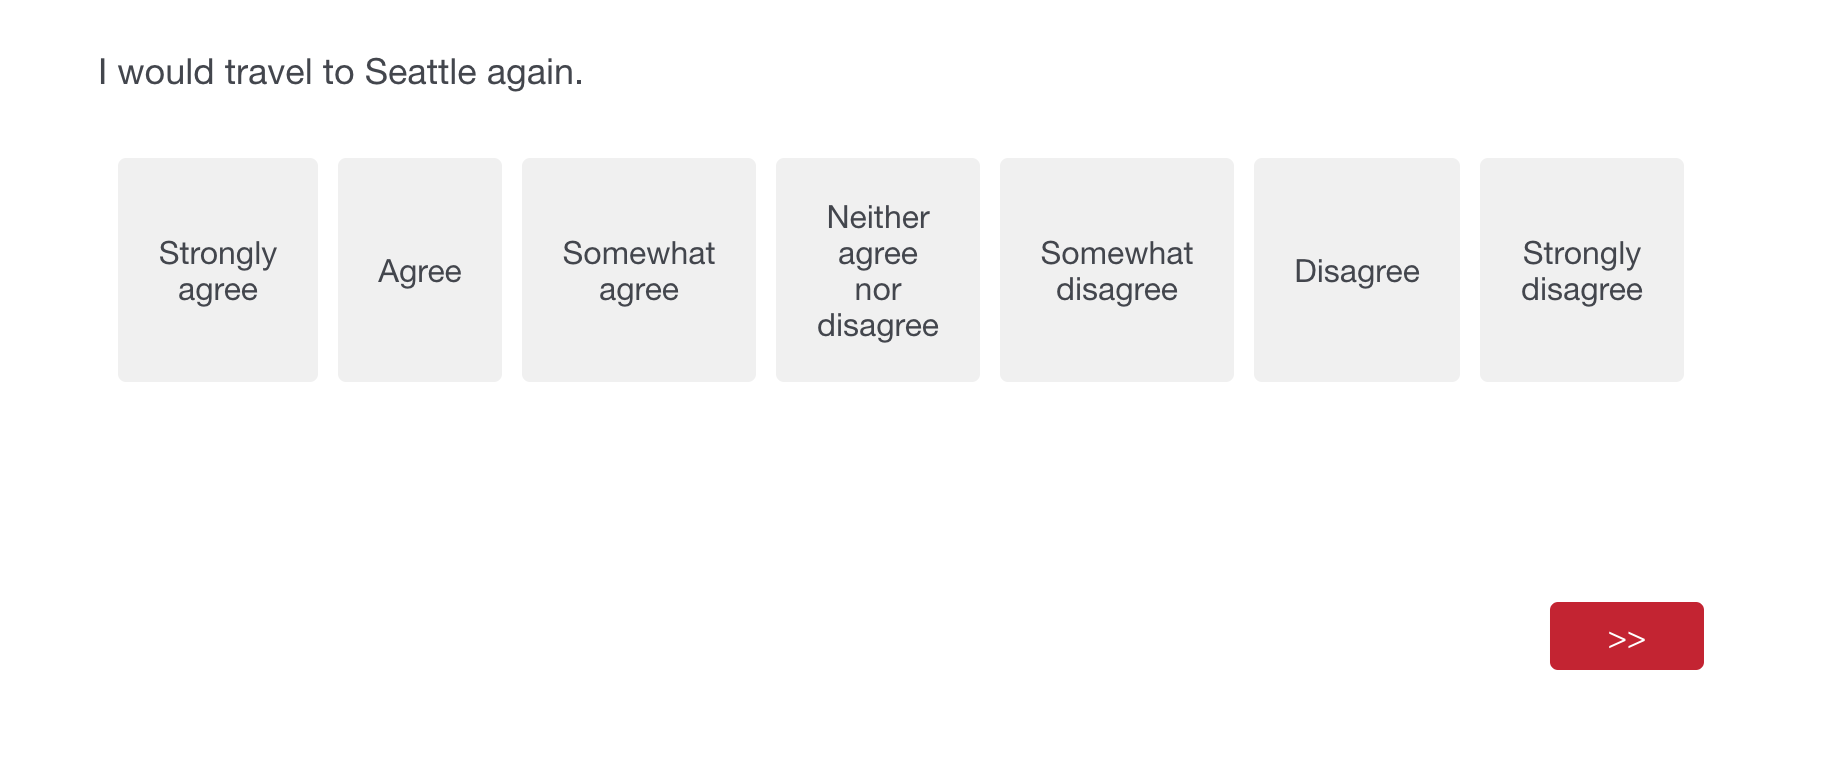 I would travel to Seattle again.
Strongly
agree
Agree
Somewhat
agree
Neither
agree
nor
disagree
Somewhat
disagree
Disagree
Strongly
disagree
>>